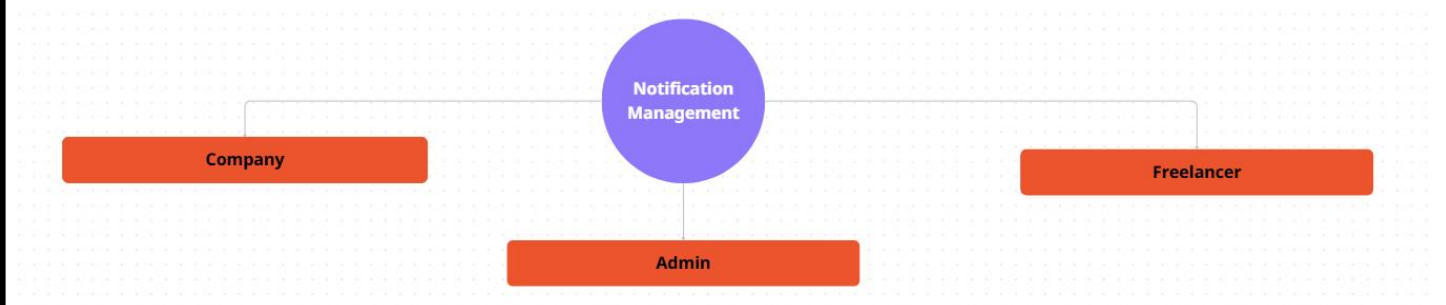 Notification
Management
Company
Freelancer
Admin